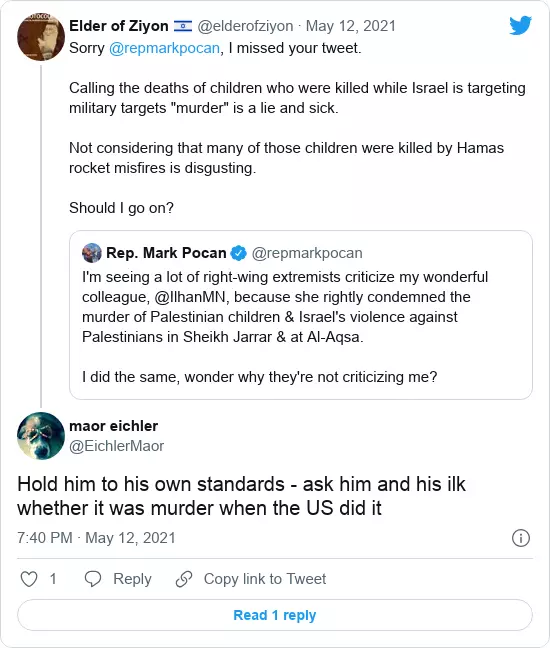 Elder of Ziyon 🇮🇱 @elderofziyon · May 12, 2021
Sorry @repmarkpocan, I missed your tweet.
Calling the deaths of children who were killed while Israel is targeting
military targets "murder" is a lie and sick.
Not considering that many of those children were killed by Hamas
rocket misfires is disgusting.
Should I go on?
Rep. Mark Pocan @repmarkpocan
I'm seeing a lot of right-wing extremists criticize my wonderful
colleague, @IlhanMN, because she rightly condemned the
murder of Palestinian children & Israel's violence against
Palestinians in Sheikh Jarrar & at Al-Aqsa.
I did the same, wonder why they're not criticizing me?
maor eichler
@EichlerMaor
Hold him to his own standards - ask him and his ilk
whether it was murder when the US did it
7:40 PM · May 12, 2021
1 Reply Copy link to Tweet
Read 1 reply